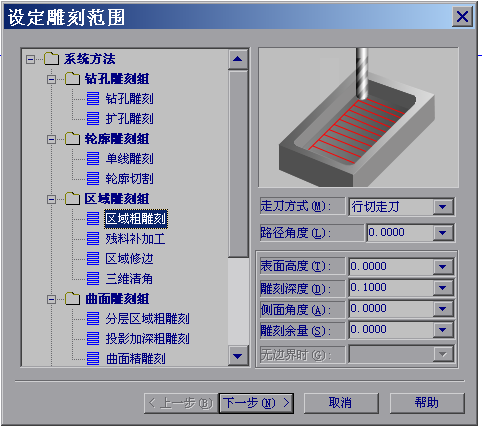 设定雕刻范围
系统方法
钻孔雕刻组
钻孔雕刻
扩孔雕刻
轮廓雕刻组
单线雕刻
轮廓切割
区域雕刻组
区域粗雕刻
残料补加工
区域修边
三维清角
曲面雕刻组
分层区域粗雕刻
投影加深粗雕刻
曲面精雕刻
走刀方式(M): 行切走刀
路径角度(L): 0.0000
表面高度(T): 0.0000
雕刻深度(D): 0.1000
侧面角度(A): 0.0000
雕刻余量(S): 0.0000
无边界时(G):
< 上一步(B) 下一步(N) > 取消 帮助